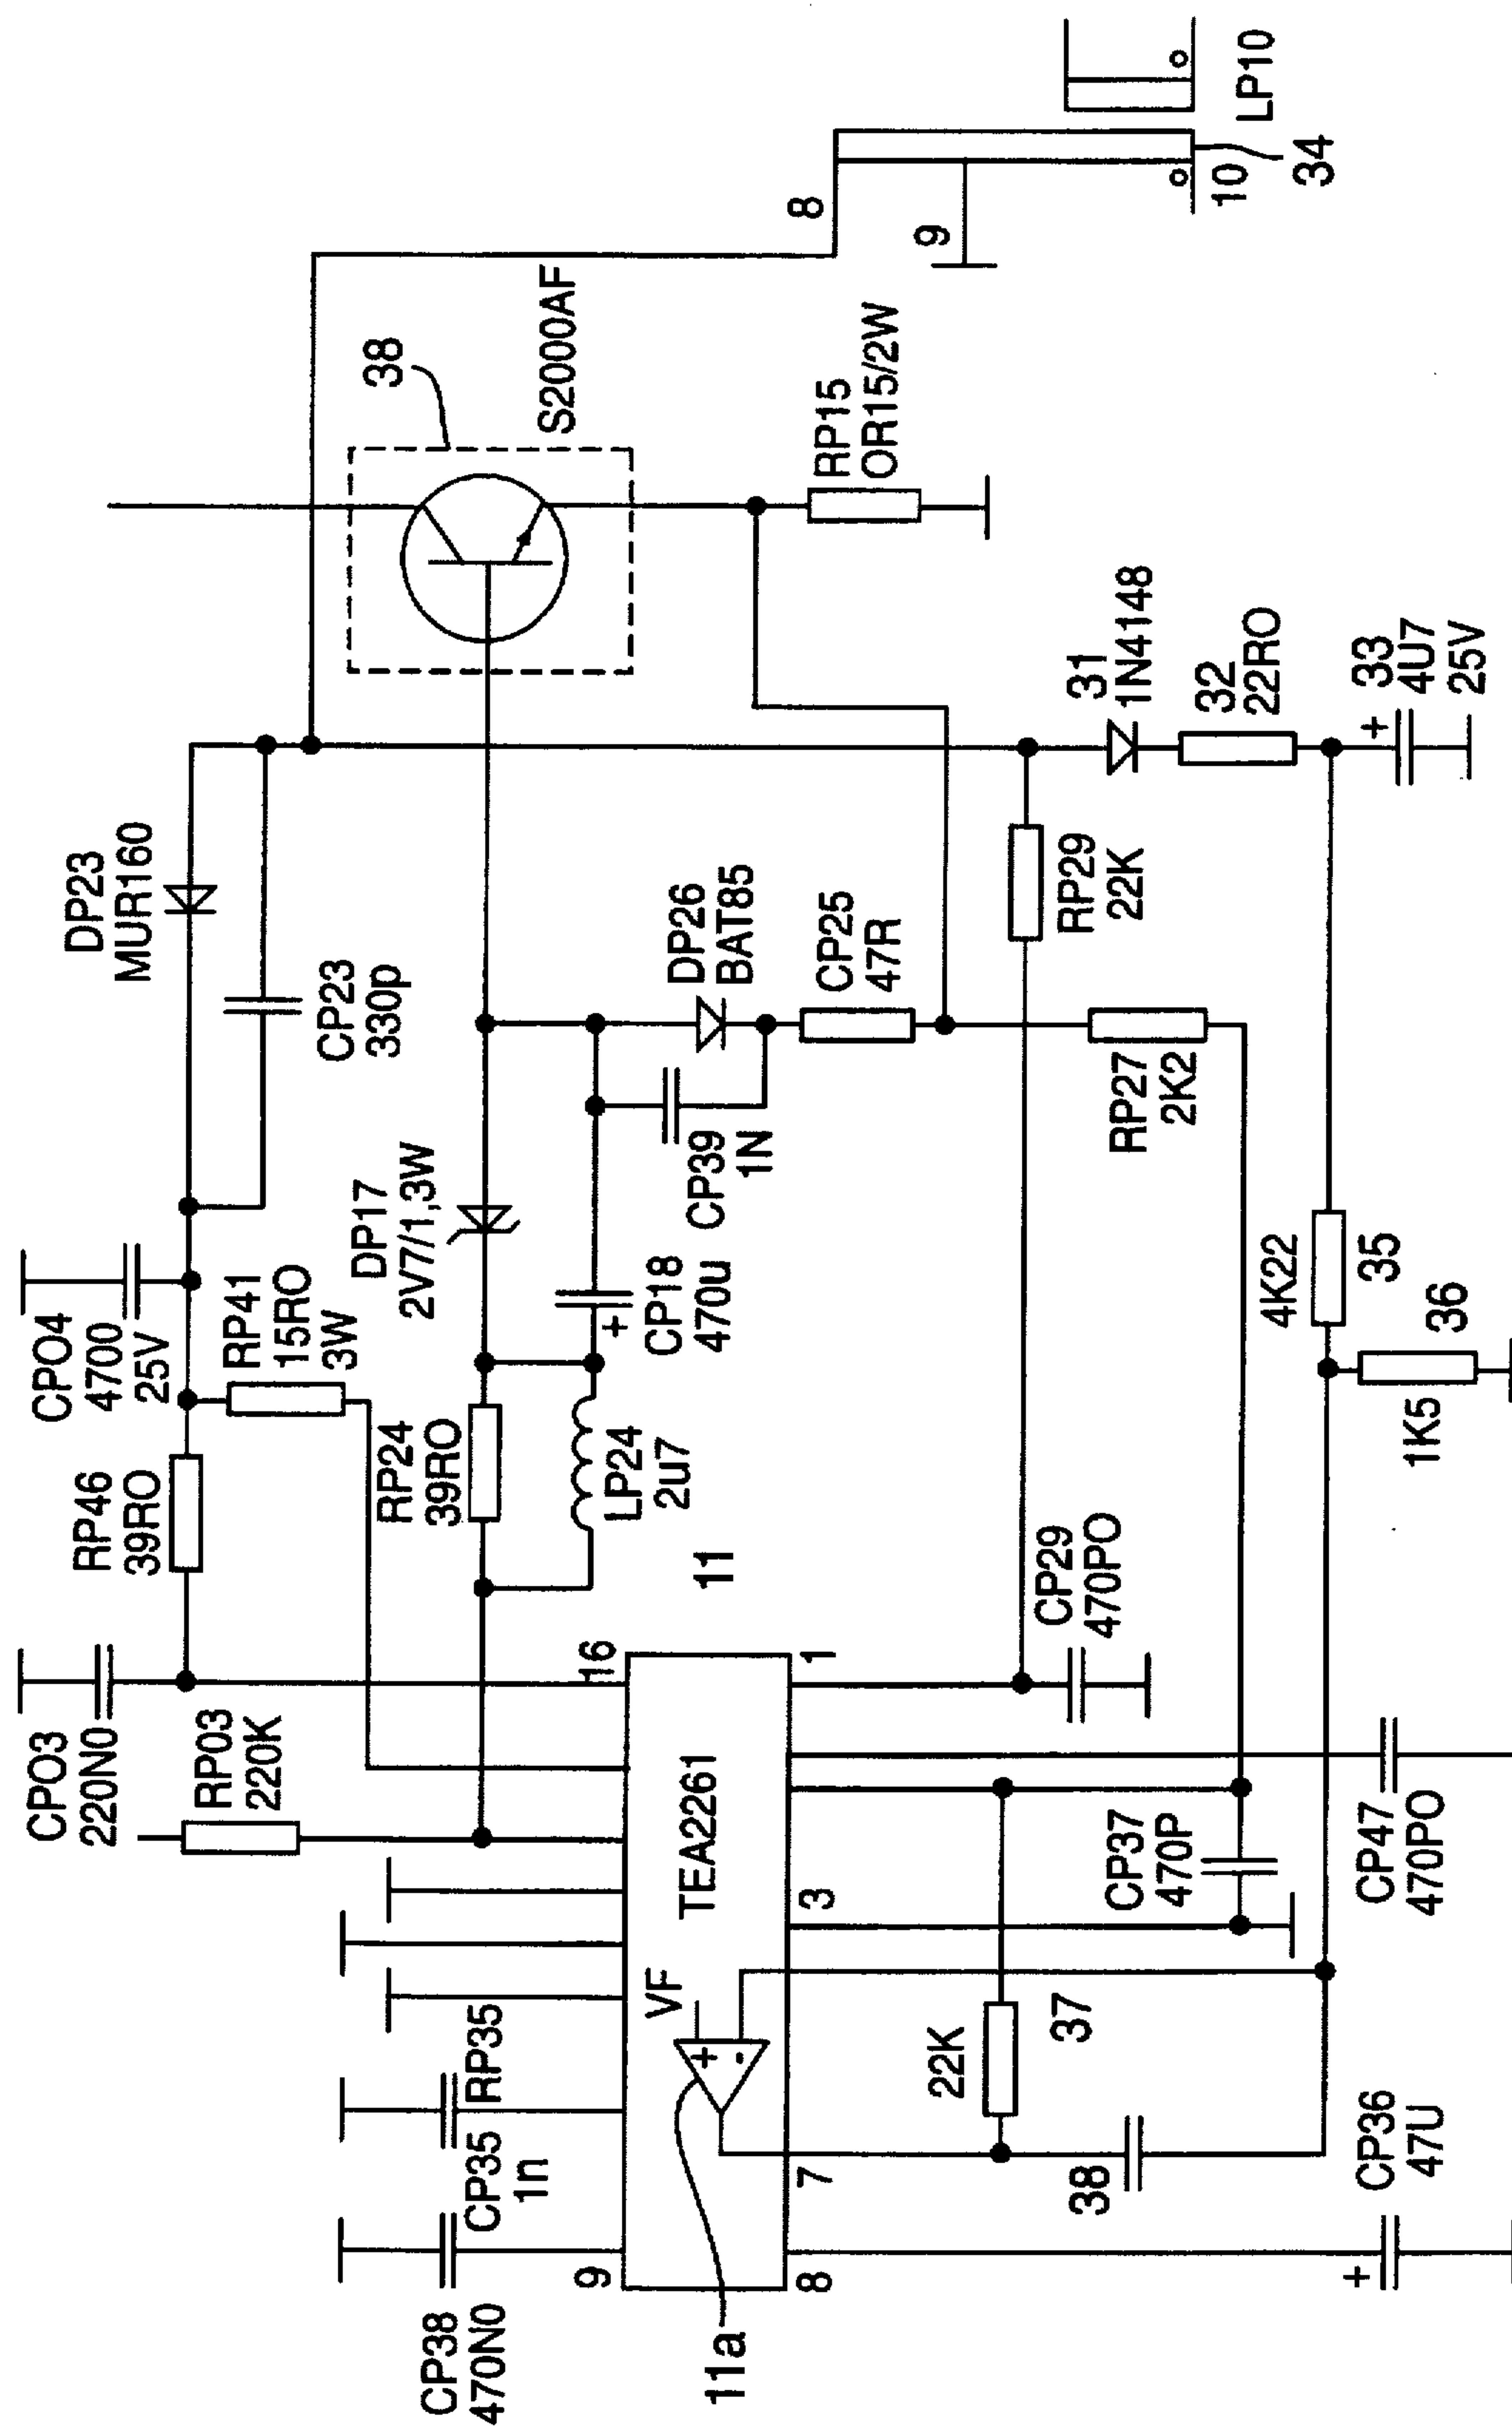 CPO3
220N0
CPO4
4700
25V
RP46
39RO
DP23
MUR160
RP03
220K
RP41
15RO
3W
CP23
330p
38
S2000AF
8
9
10
34
LP10
RP24
39RO
DP17
2V7/1,3W
LP24
2u7
CP18
470u
CP39
1N
DP26
BAT85
CP25
47R
RP15
OR15/2W
CP38
470N0
CP35
1n
RP35
9
16
VF
+
-
TEA2261
11
11a
8
7
3
1
22K
37
38
CP37
470P
CP29
470PO
RP27
2K2
RP29
22K
31
1N4148
32
22RO
+
33
4U7
25V
4K22
35
36
1K5
+
CP36
47U
CP47
470PO
+